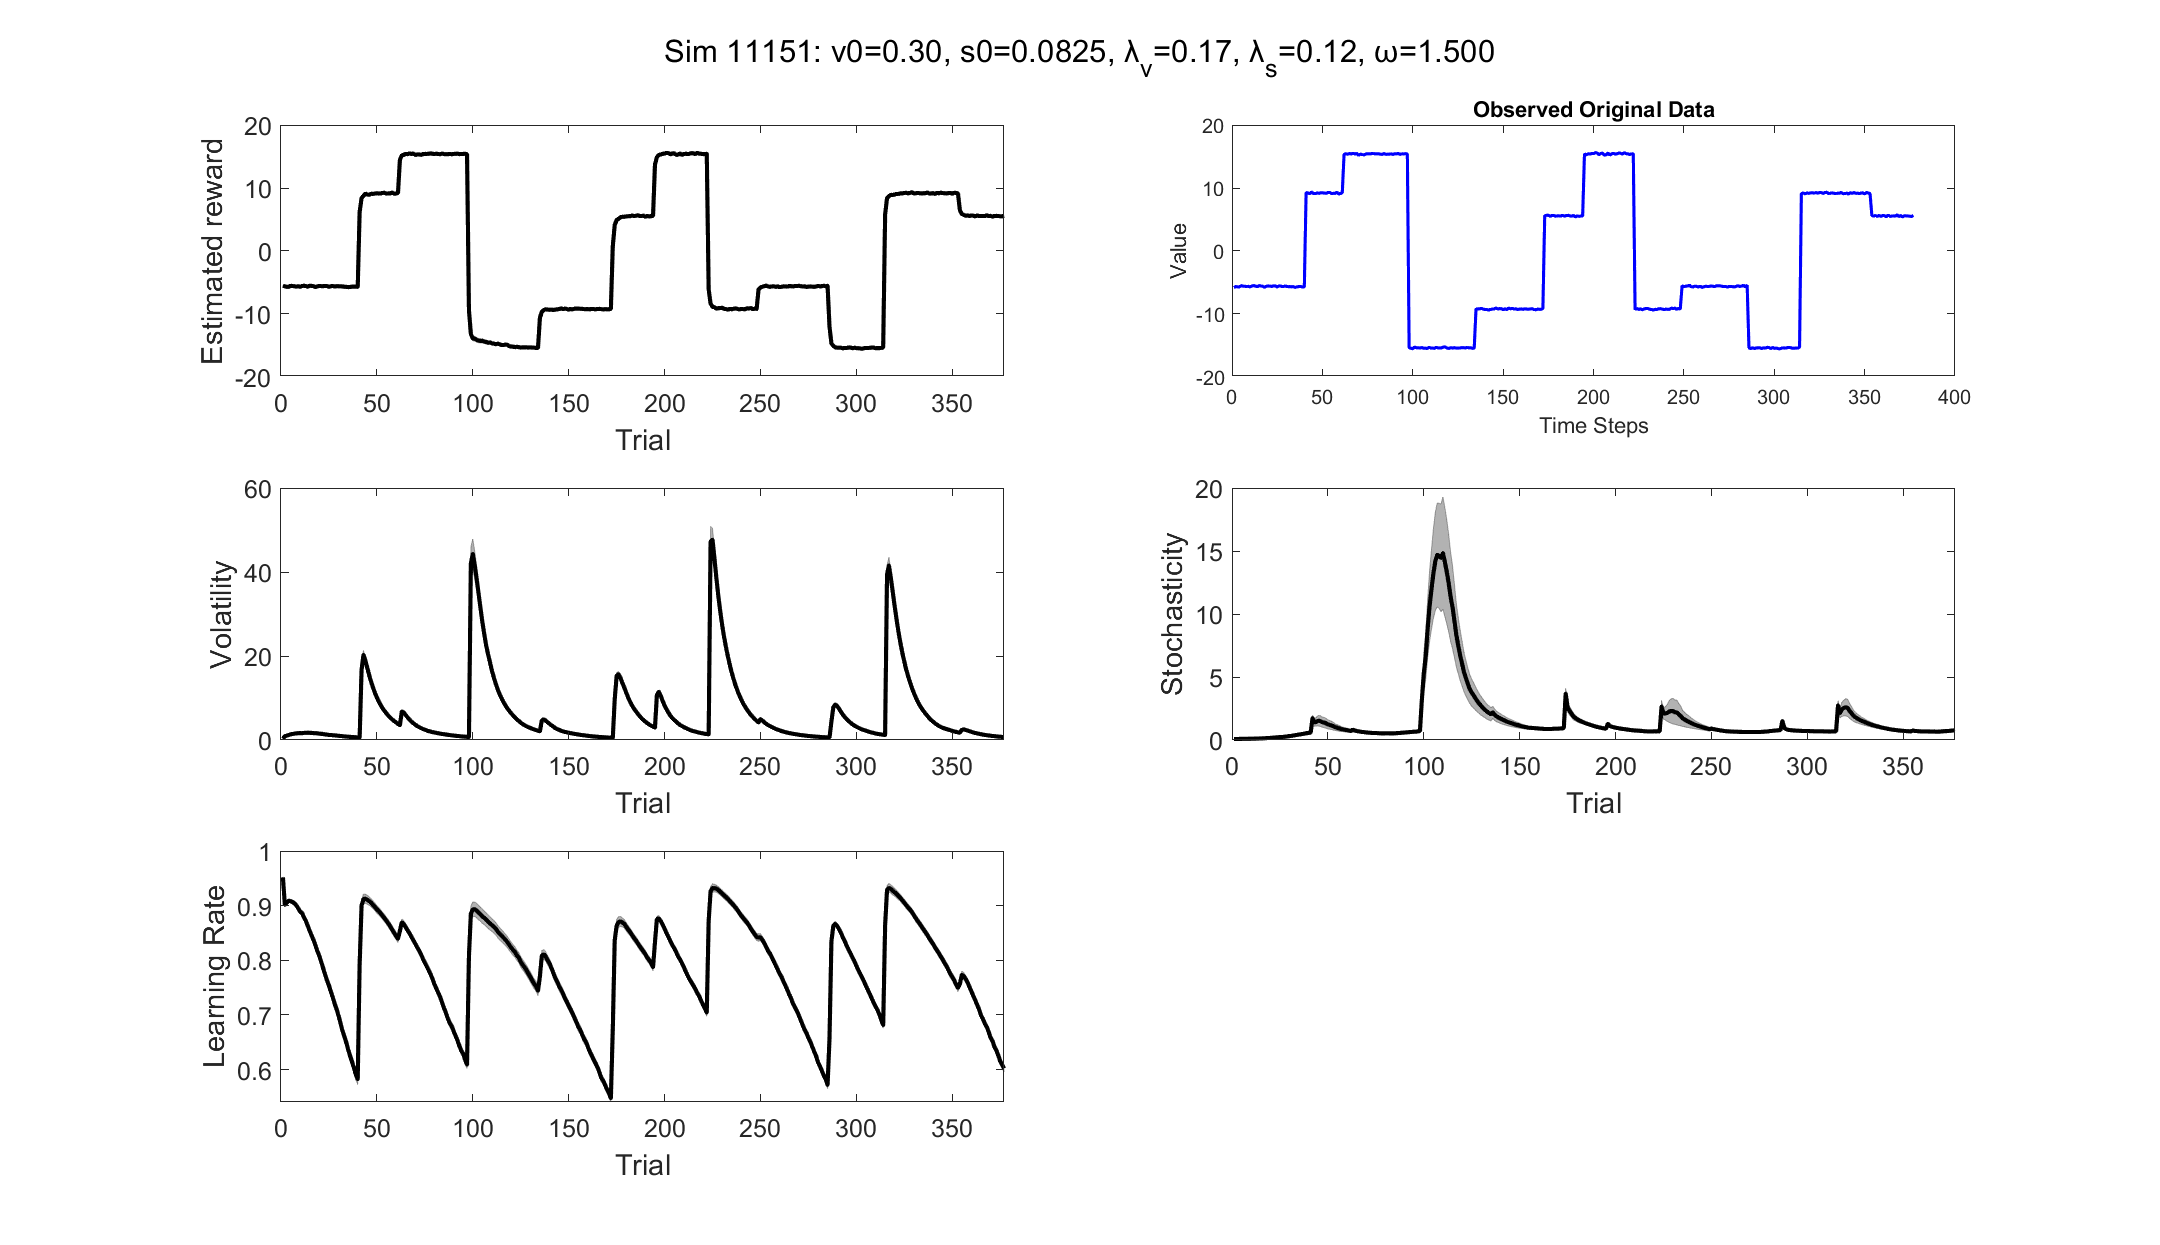 Sim 11151: v0=0.30, s0=0.0825, λv=0.17, λs=0.12, ω=1.500
20
10
0
-10
-20
Estimated reward
0 50 100 150 200 250 300 350
Trial
Observed Original Data
20
10
0
-10
-20
Value
0 50 100 150 200 250 300 350 400
Time Steps
60
40
20
0
Volatility
0 50 100 150 200 250 300 350
Trial
20
15
10
5
0
Stochasticity
0 50 100 150 200 250 300 350
Trial
1
0.9
0.8
0.7
0.6
Learning Rate
0 50 100 150 200 250 300 350
Trial